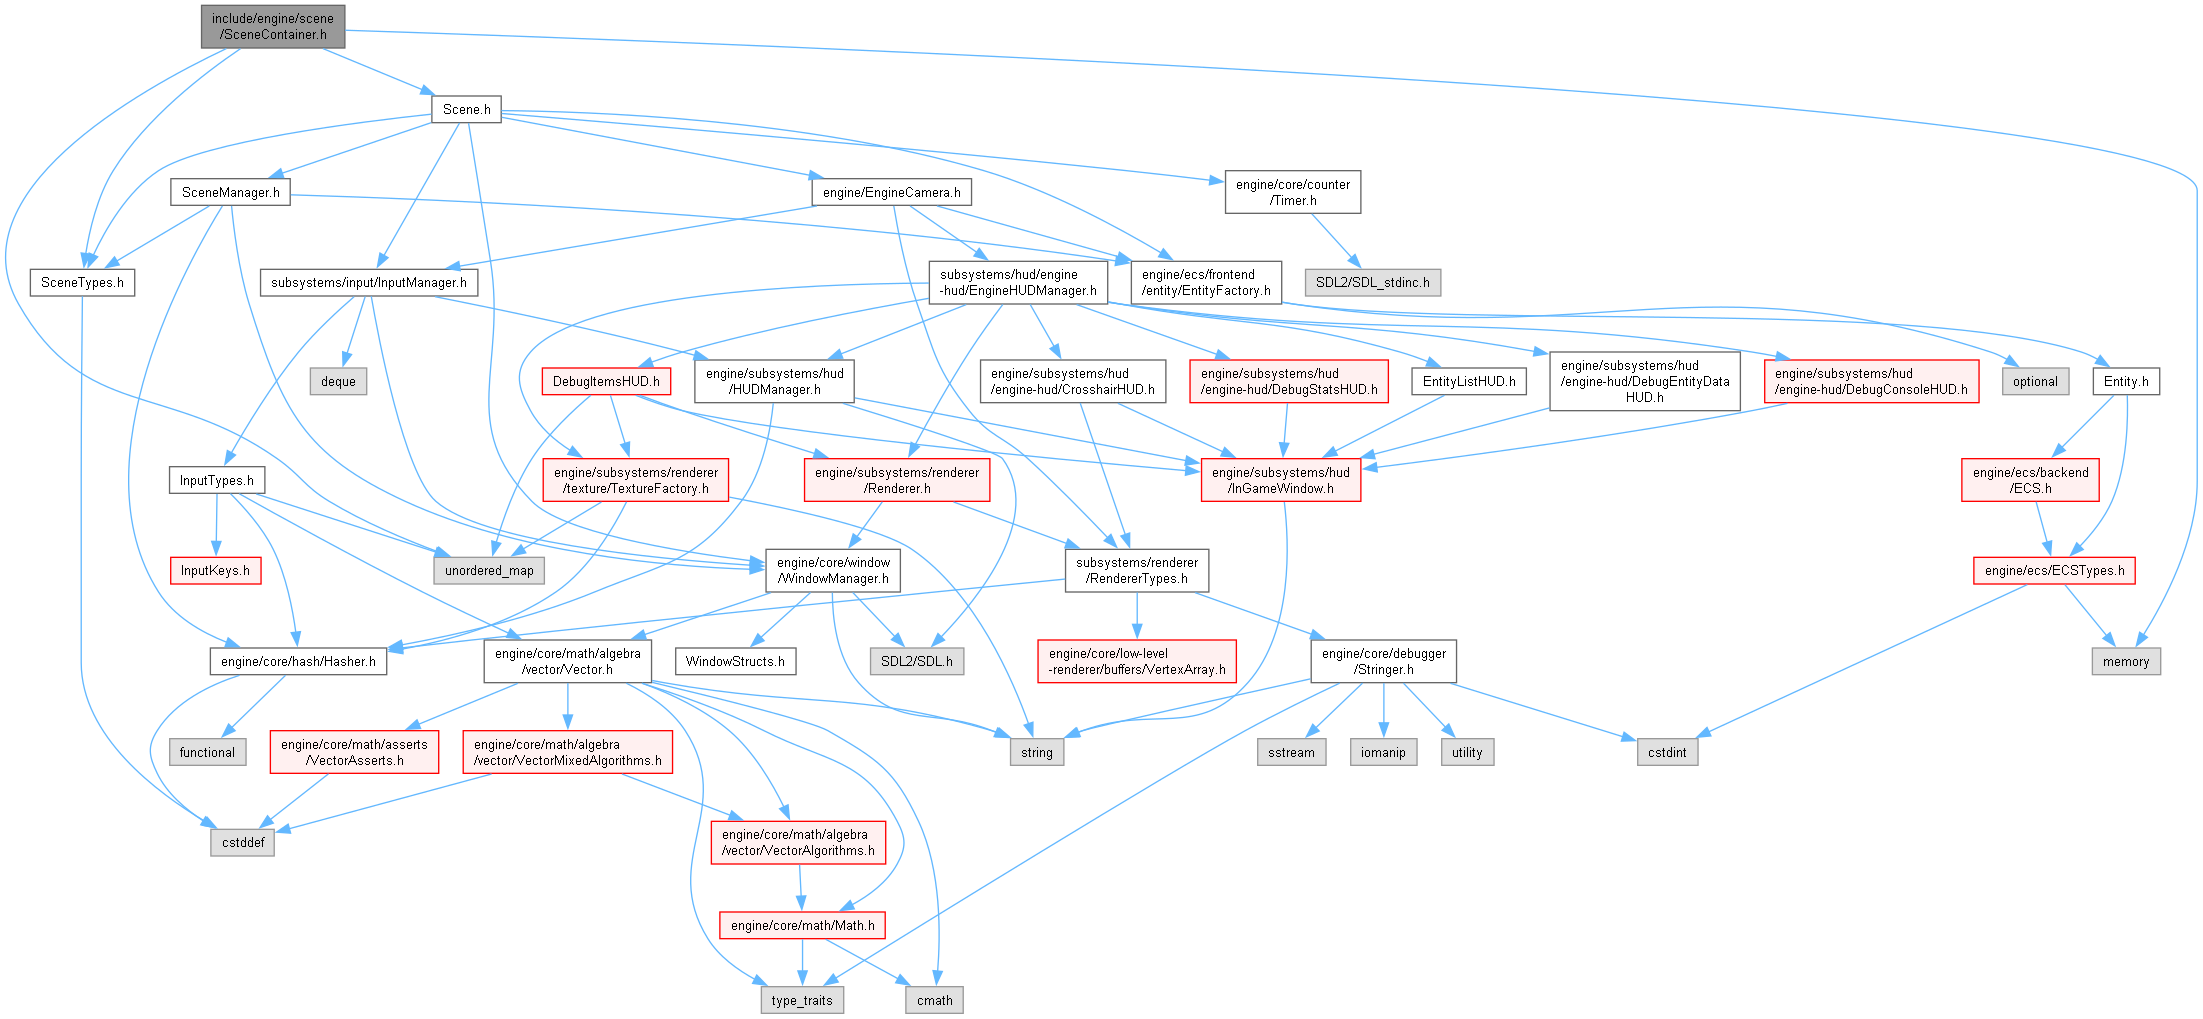 include/engine/scene
/SceneContainer.h
Scene.h
SceneManager.h
engine/EngineCamera.h
engine/core/counter
/Timer.h
SceneTypes.h
subsystems/input/InputManager.h
subsystems/hud/engine
-hud/EngineHUDManager.h
engine/ecs/frontend
/entity/EntityFactory.h
SDL2/SDL_stdinc.h
deque
DebugItemsHUD.h
engine/subsystems/hud
/HUDManager.h
engine/subsystems/hud
/engine-hud/CrosshairHUD.h
engine/subsystems/hud
/engine-hud/DebugStatsHUD.h
EntityListHUD.h
engine/subsystems/hud
/engine-hud/DebugEntityData
HUD.h
engine/subsystems/hud
/engine-hud/DebugConsoleHUD.h
optional
Entity.h
InputTypes.h
engine/subsystems/renderer
/texture/TextureFactory.h
engine/subsystems/renderer
/Renderer.h
engine/subsystems/hud
/InGameWindow.h
engine/ecs/backend
/ECS.h
InputKeys.h
unordered_map
engine/core/window
/WindowManager.h
subsystems/renderer
/RendererTypes.h
engine/ecs/ECSTypes.h
engine/core/hash/Hasher.h
engine/core/math/algebra
/vector/Vector.h
WindowStructs.h
SDL2/SDL.h
engine/core/low-level
-renderer/buffers/VertexArray.h
engine/core/debugger
/Stringer.h
memory
functional
engine/core/math/asserts
/VectorAsserts.h
engine/core/math/algebra
/vector/VectorMixedAlgorithms.h
string
sstream
iomanip
utility
cstdint
cstddef
engine/core/math/algebra
/vector/VectorAlgorithms.h
engine/core/math/Math.h
type_traits
cmath